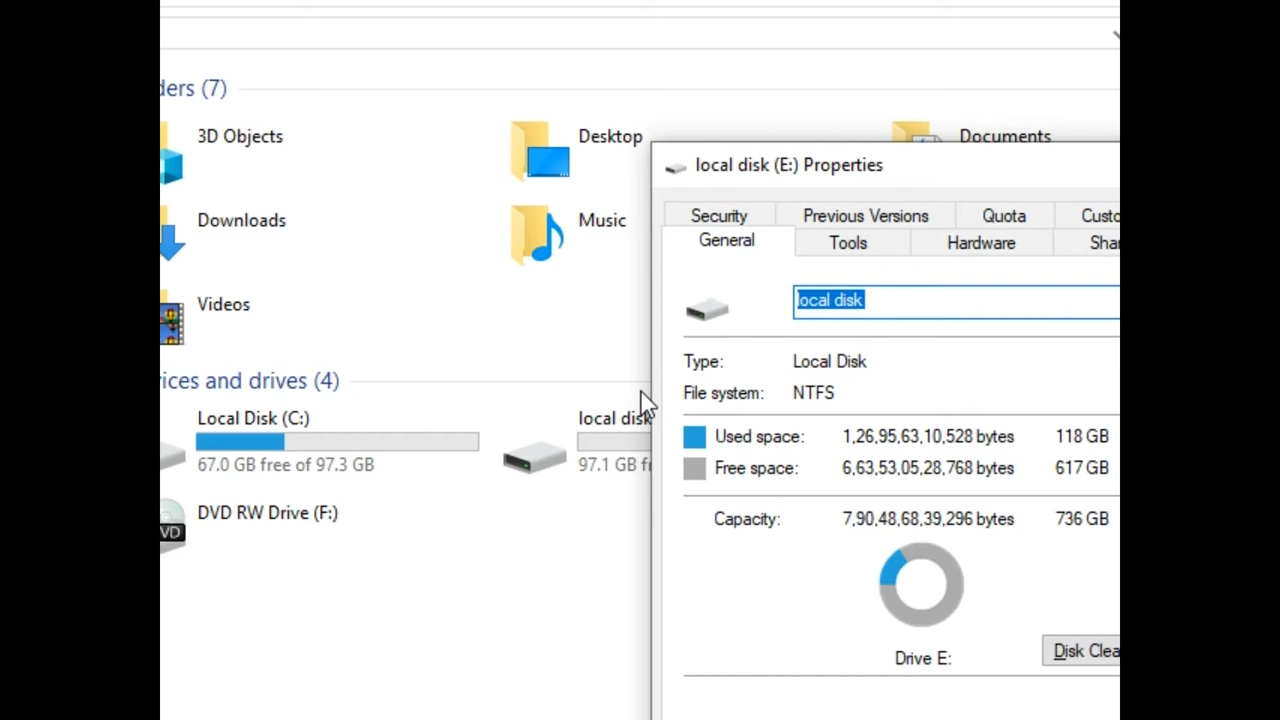 ders (7)
3D Objects
Desktop
Documents
Downloads
Music
Videos
ices and drives (4)
Local Disk (C:)
67.0 GB free of 97.3 GB
local disk
97.1 GB fr
DVD RW Drive (F:)
VD
local disk (E:) Properties
Security
Previous Versions
Quota
Custo
General
Tools
Hardware
Shar
local disk
Type:
Local Disk
File system:
NTFS
Used space:
1,26,95,63,10,528 bytes
118 GB
Free space:
6,63,53,05,28,768 bytes
617 GB
Capacity:
7,90,48,68,39,296 bytes
736 GB
Drive E:
Disk Clea